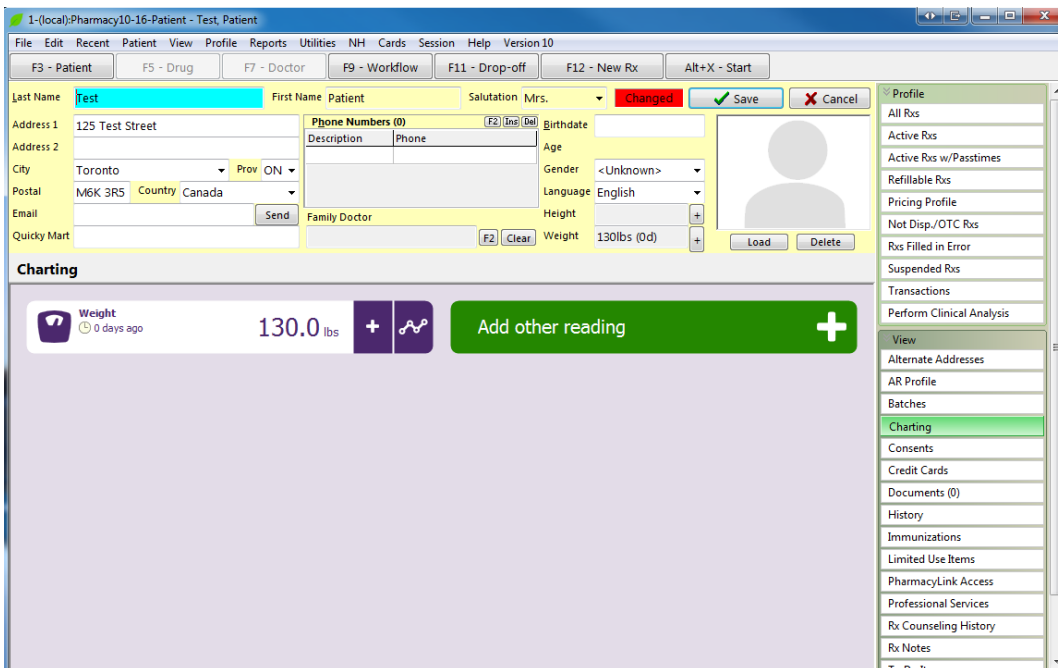 1-(local):Pharmacy10-16-Patient - Test, Patient
File Edit Recent Patient View Profile Reports Utilities NH Cards Session Help Version 10
F3 - Patient F5 - Drug F7 - Doctor F9 - Workflow F11 - Drop-off F12 - New Rx Alt+X - Start
Last Name Test First Name Patient Salutation Mrs. Changed Save Cancel
Address 1 125 Test Street
Address 2
City Toronto Prov ON
Postal M6K 3R5 Country Canada
Email Send
Quicky Mart
Phone Numbers (0) F2 Ins Del
Description Phone
Family Doctor
F2 Clear
Birthdate
Age
Gender <Unknown>
Language English
Height +
Weight 130lbs (0d) +
Load Delete
Charting
Weight
0 days ago
130.0 lbs +
Add other reading
Profile
All Rxs
Active Rxs
Active Rxs w/Passtimes
Refillable Rxs
Pricing Profile
Not Disp./OTC Rxs
Rxs Filled in Error
Suspended Rxs
Transactions
Perform Clinical Analysis
View
Alternate Addresses
AR Profile
Batches
Charting
Consents
Credit Cards
Documents (0)
History
Immunizations
Limited Use Items
PharmacyLink Access
Professional Services
Rx Counseling History
Rx Notes